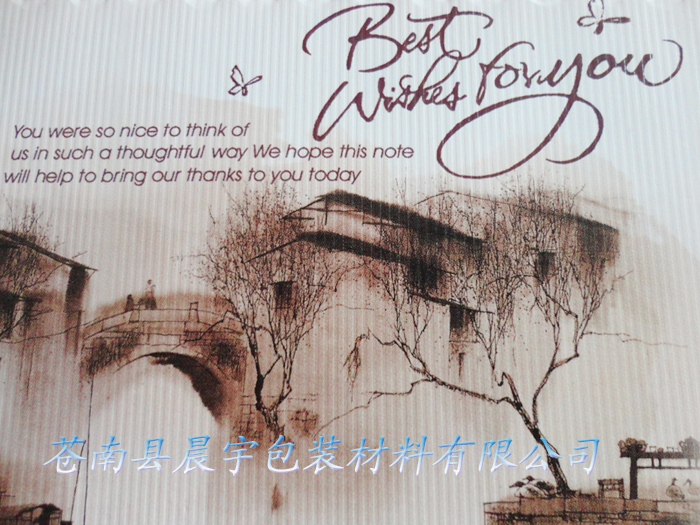 Best
Wishes for you
You were so nice to think of
us in such a thoughtful way We hope this note
will help to bring our thanks to you today
苍南县晨宇包装材料有限公司